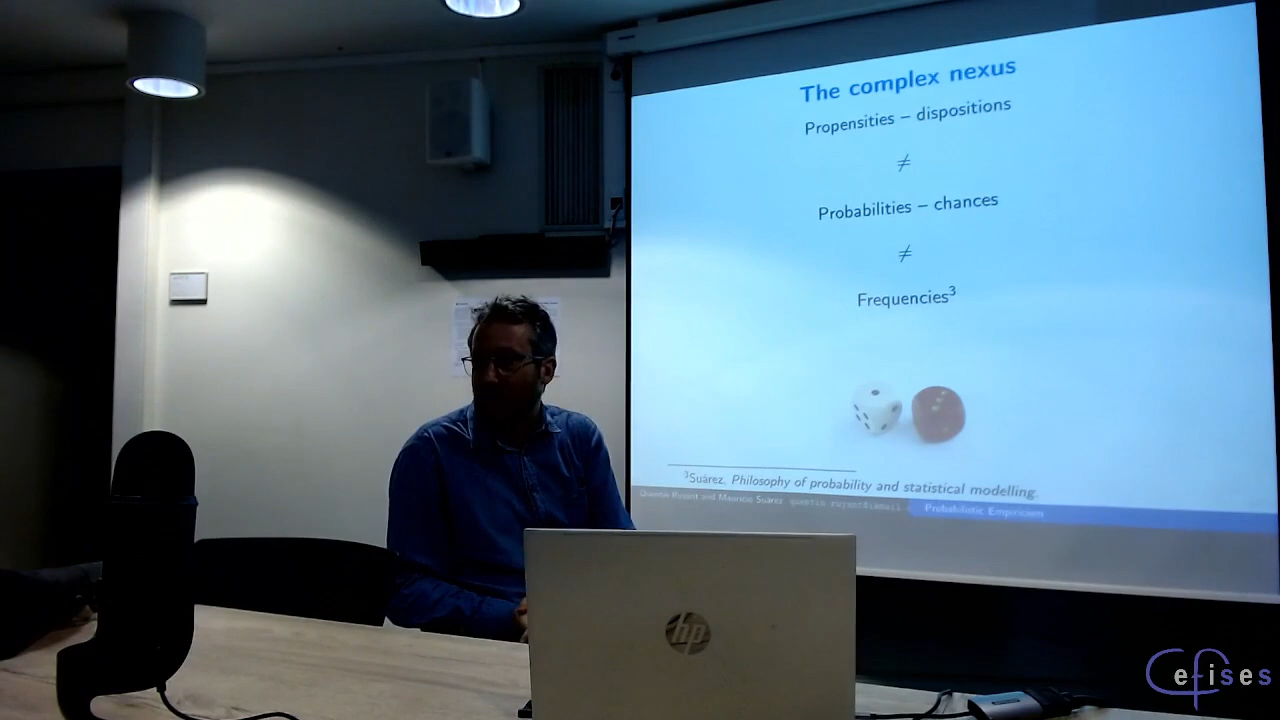 The complex nexus
Propensities – dispositions
≠
Probabilities – chances
≠
Frequencies³
³Suárez, Philosophy of probability and statistical modelling.
Quentin Ruyant and Mauricio Suárez
Probabilistic Empiricism
hp
Cefises